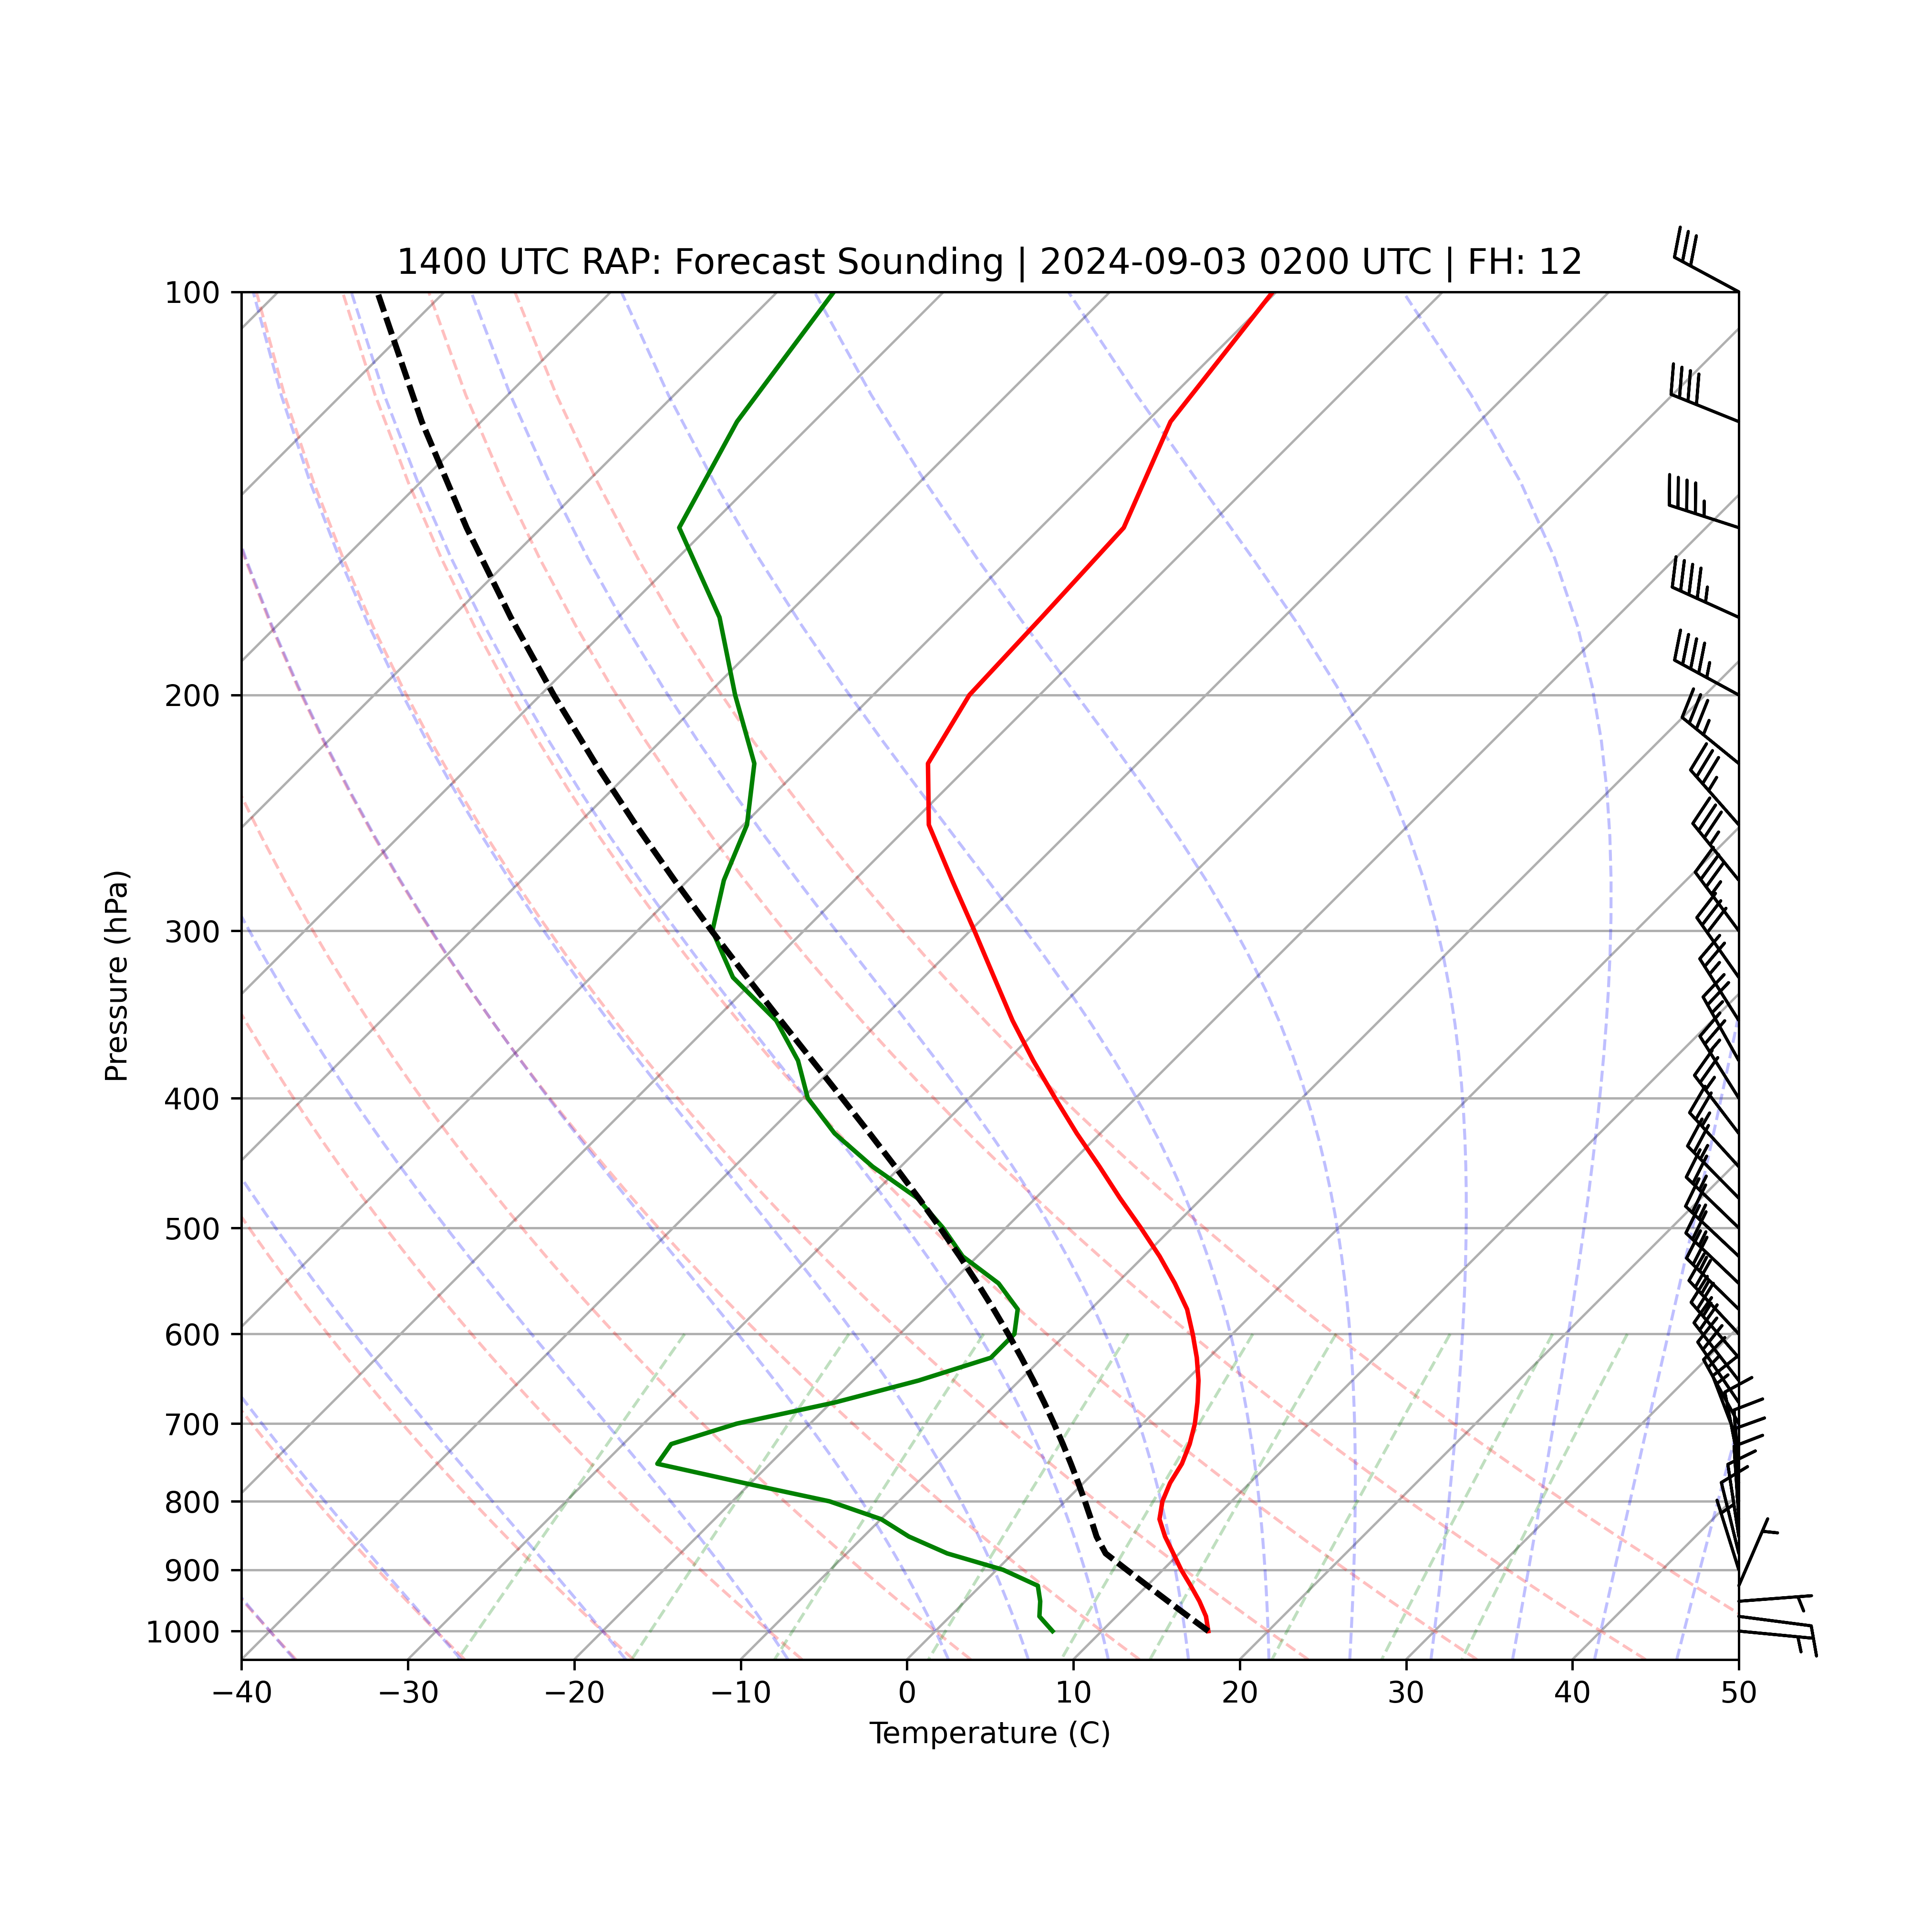 1400 UTC RAP: Forecast Sounding | 2024-09-03 0200 UTC | FH: 12
100
200
300
400
500
600
700
800
900
1000
Pressure (hPa)
−40 −30 −20 −10 0 10 20 30 40 50
Temperature (C)